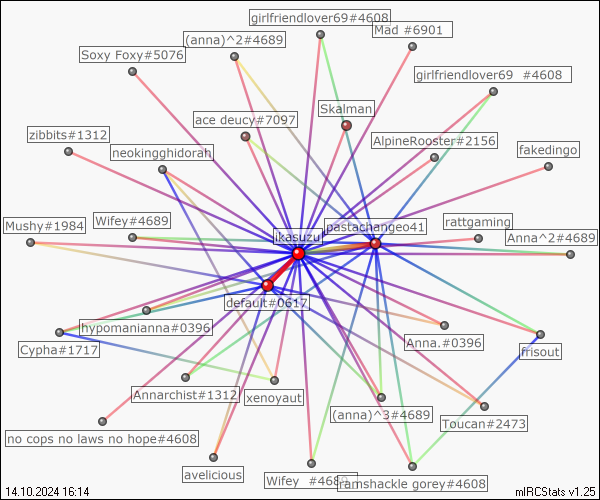 girlfriendlover69#4608
Mad #6901
(anna)^2#4689
Soxy Foxy#5076
girlfriendlover69 #4608
Skalman
ace deucy#7097
zibbits#1312
AlpineRooster#2156
fakedingo
neokingghidorah
Mushy#1984
Wifey#4689
pastachangeo41
rattgaming
ikasuzu
Anna^2#4689
default#0617
hypomanianna#0396
Anna.#0396
Cypha#1717
frisout
Annarchist#1312
xenoyaut
(anna)^3#4689
Toucan#2473
no cops no laws no hope#4608
avelicious
Wifey #4689
ramshackle gorey#4608
14.10.2024 16:14
mIRCStats v1.25